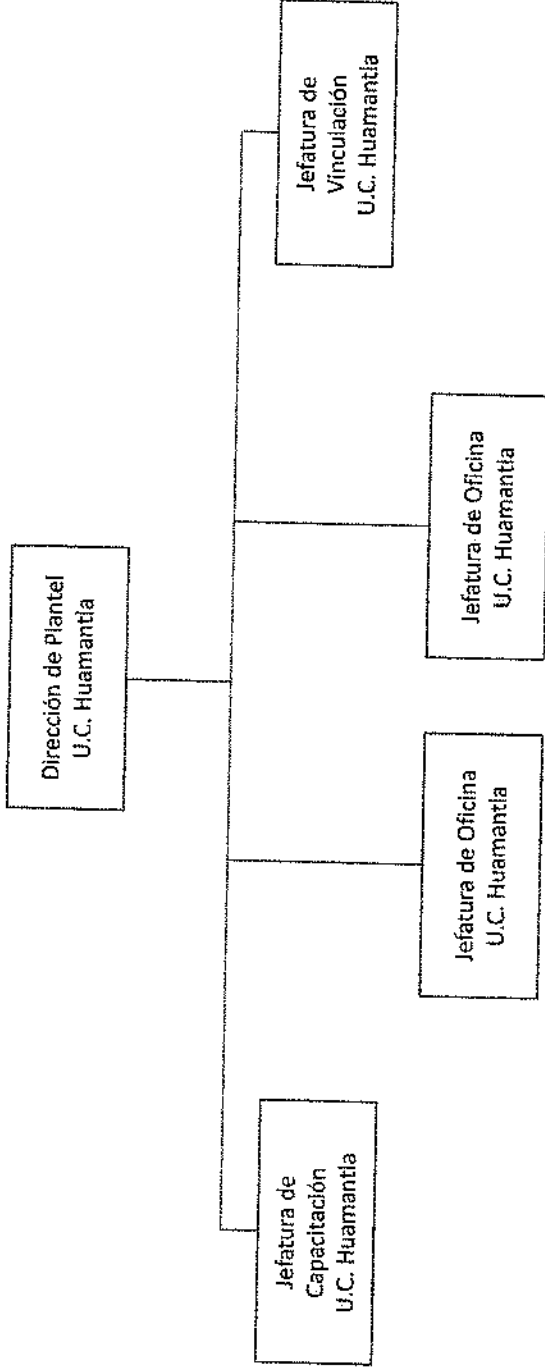 Dirección de Plantel
U.C. Huamantla
Jefatura de
Capacitación
U.C. Huamantla
Jefatura de Oficina
U.C. Huamantla
Jefatura de Oficina
U.C. Huamantla
Jefatura de
Vinculación
U.C. Huamantla